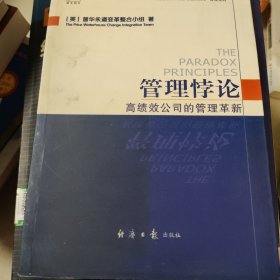 [英] 普华永道变革整合小组 著
The Price Waterhouse Change Integration Team
THE
PARADOX
PRINCIPLES
管理悖论
高绩效公司的管理革新
经济日报出版社